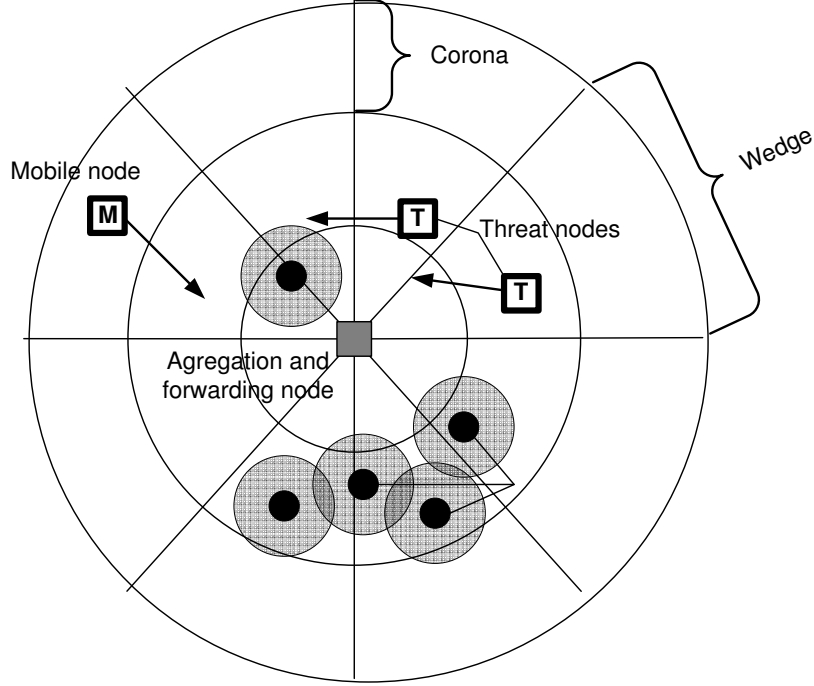 Corona
Wedge
Mobile node
M
T
Threat nodes
T
Agregation and
forwarding node